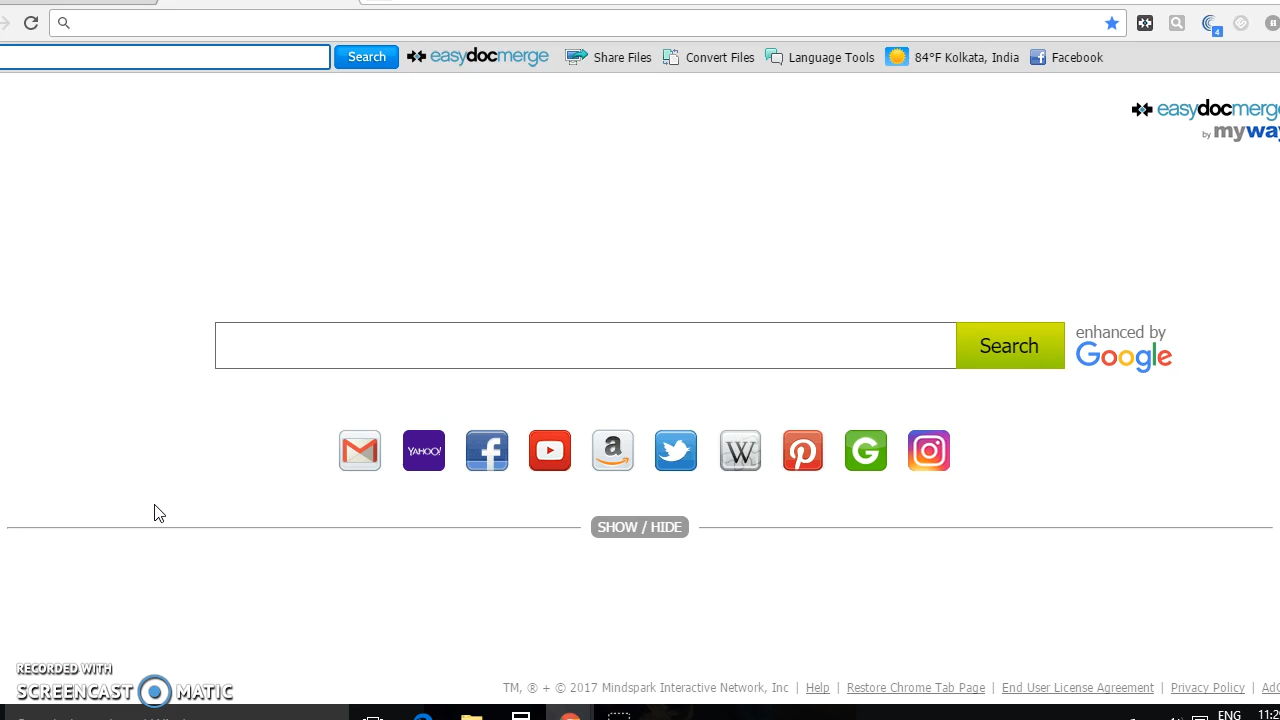 Search easydocmerge Share Files Convert Files Language Tools 84°F Kolkata, India Facebook
easydocmerge
by myway
Search
enhanced by
Google
YAHOO!
a
W
G
SHOW / HIDE
RECORDED WITH
SCREENCAST MATIC
TM, ® + © 2017 Mindspark Interactive Network, Inc | Help | Restore Chrome Tab Page | End User License Agreement | Privacy Policy |
ENG